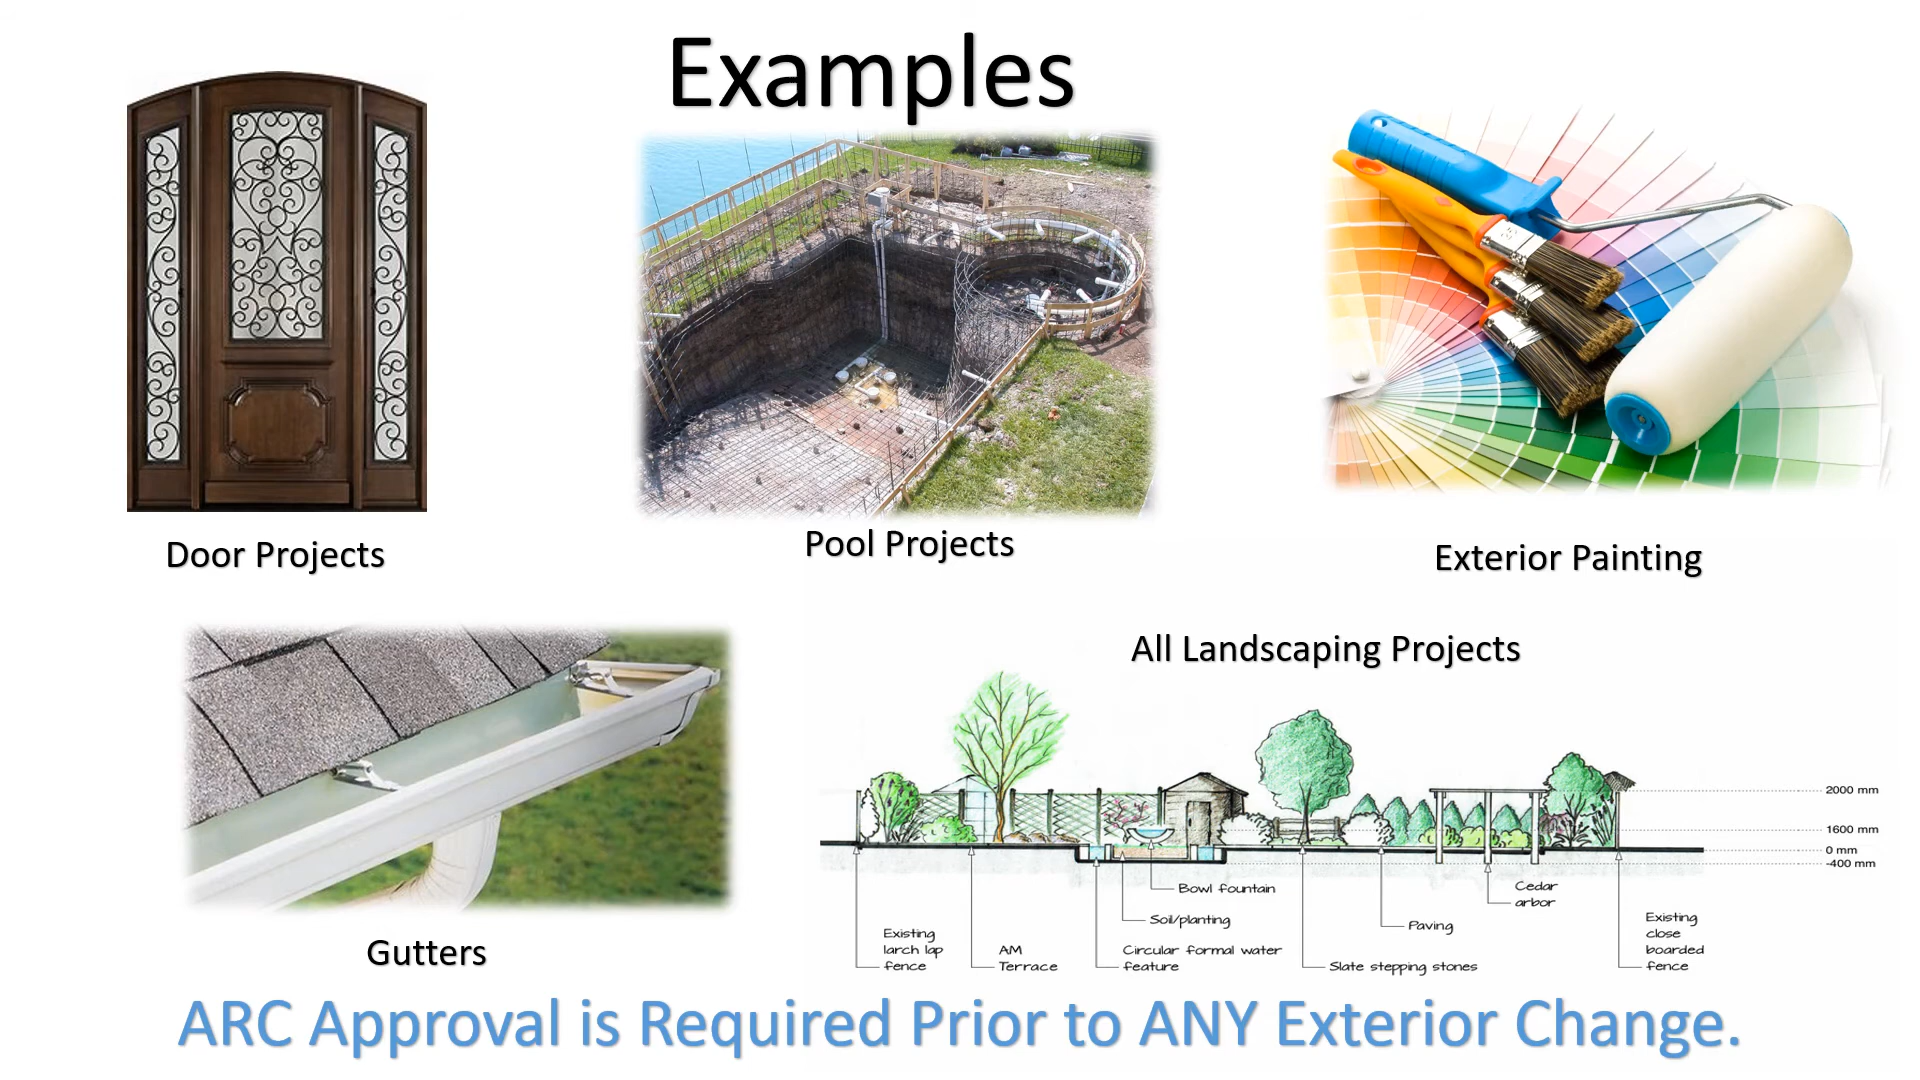 Examples
Door Projects
Pool Projects
Exterior Painting
All Landscaping Projects
2000 mm
1600 mm
0 mm
-400 mm
Bowl fountain
Cedar
arbor
Soil/planting
Paving
Existing
larch lap
fence
AM
Terrace
Circular formal water
feature
Slate stepping stones
Existing
close
boarded
fence
Gutters
ARC Approval is Required Prior to ANY Exterior Change.